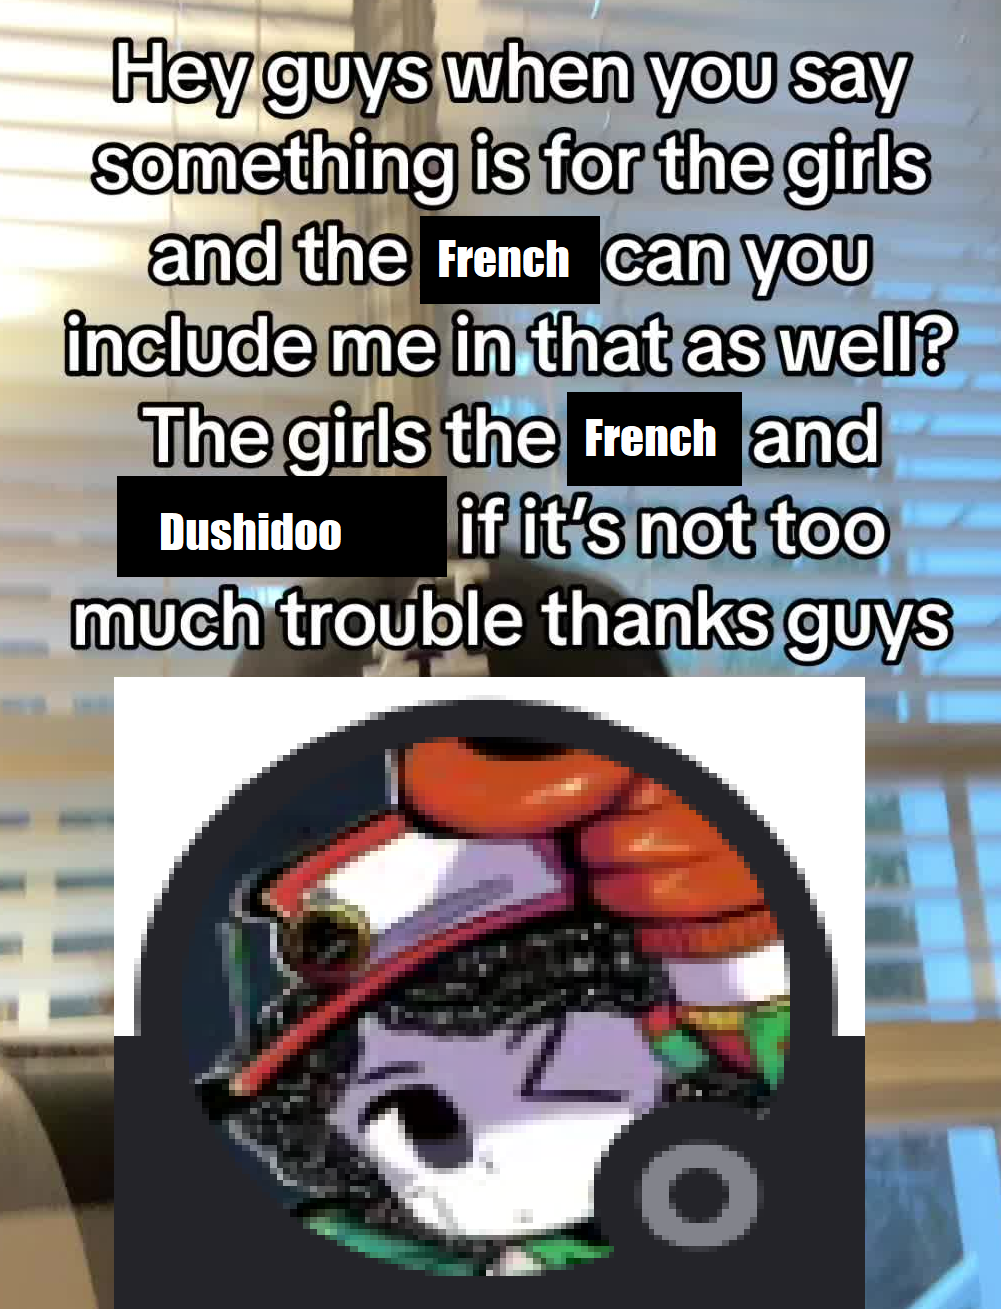 Hey guys when you say
something is for the girls
and the French can you
include me in that as well?
The girls the French and
Dushidoo if it's not too
much trouble thanks guys